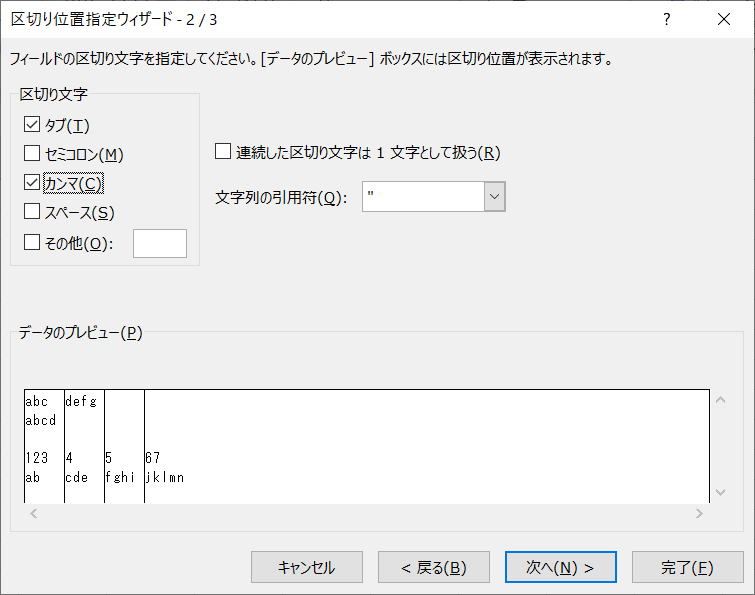 区切り位置指定ウィザード - 2 / 3
フィールドの区切り文字を指定してください。[データのプレビュー] ボックスには区切り位置が表示されます。
区切り文字
タブ(T)
セミコロン(M)
カンマ(C)
スペース(S)
その他(O):
連続した区切り文字は 1 文字として扱う(R)
文字列の引用符(Q): "
データのプレビュー(P)
abc defg
abcd
123 4 5 67
ab cde fghi jklmn
キャンセル < 戻る(B) 次へ(N) > 完了(F)